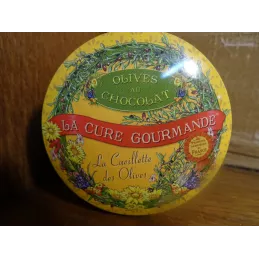 OLIVES
AU
CHOCOLAT
LA CURE GOURMANDE
La Cueillette
des Olives